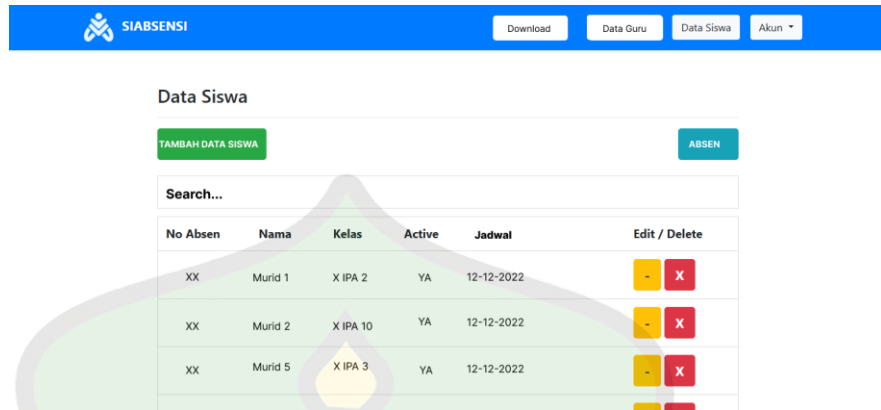 SIABSENSI Download Data Guru Data Siswa Akun
Data Siswa
TAMBAH DATA SISWA ABSEN
Search...
No Absen Nama Kelas Active Jadwal Edit / Delete
XX Murid 1 X IPA 2 YA 12-12-2022 - X
XX Murid 2 X IPA 10 YA 12-12-2022 - X
XX Murid 5 X IPA 3 YA 12-12-2022 - X